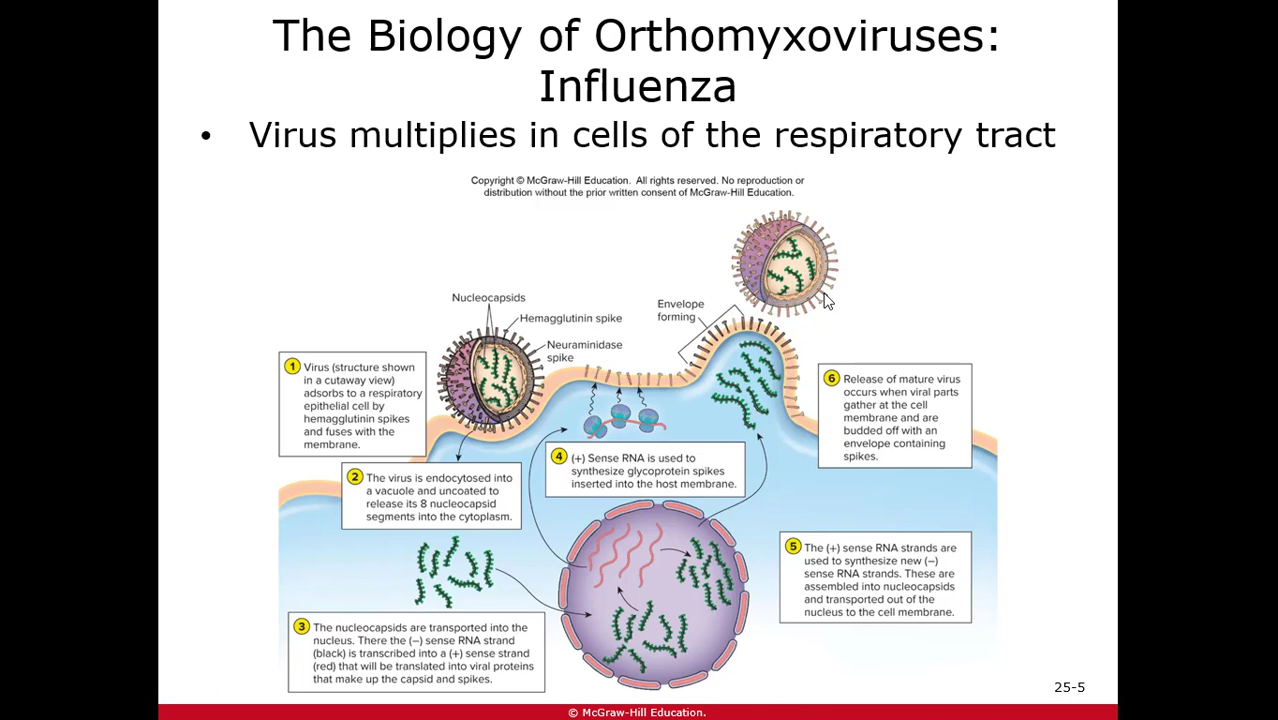 The Biology of Orthomyxoviruses:
Influenza
• Virus multiplies in cells of the respiratory tract
Copyright © McGraw-Hill Education. All rights reserved. No reproduction or
distribution without the prior written consent of McGraw-Hill Education.
Nucleocapsids
Hemagglutinin spike
Neuraminidase
spike
Envelope
forming
1 Virus (structure shown
in a cutaway view)
adsorbs to a respiratory
epithelial cell by
hemagglutinin spikes
and fuses with the
membrane.
2 The virus is endocytosed into
a vacuole and uncoated to
release its 8 nucleocapsid
segments into the cytoplasm.
3 The nucleocapsids are transported into the
nucleus. There the (–) sense RNA strand
(black) is transcribed into a (+) sense strand
(red) that will be translated into viral proteins
that make up the capsid and spikes.
4 (+) Sense RNA is used to
synthesize glycoprotein spikes
inserted into the host membrane.
5 The (+) sense RNA strands are
used to synthesize new (–)
sense RNA strands. These are
assembled into nucleocapsids
and transported out of the
nucleus to the cell membrane.
6 Release of mature virus
occurs when viral parts
gather at the cell
membrane and are
budded off with an
envelope containing
spikes.
25-5
© McGraw-Hill Education.